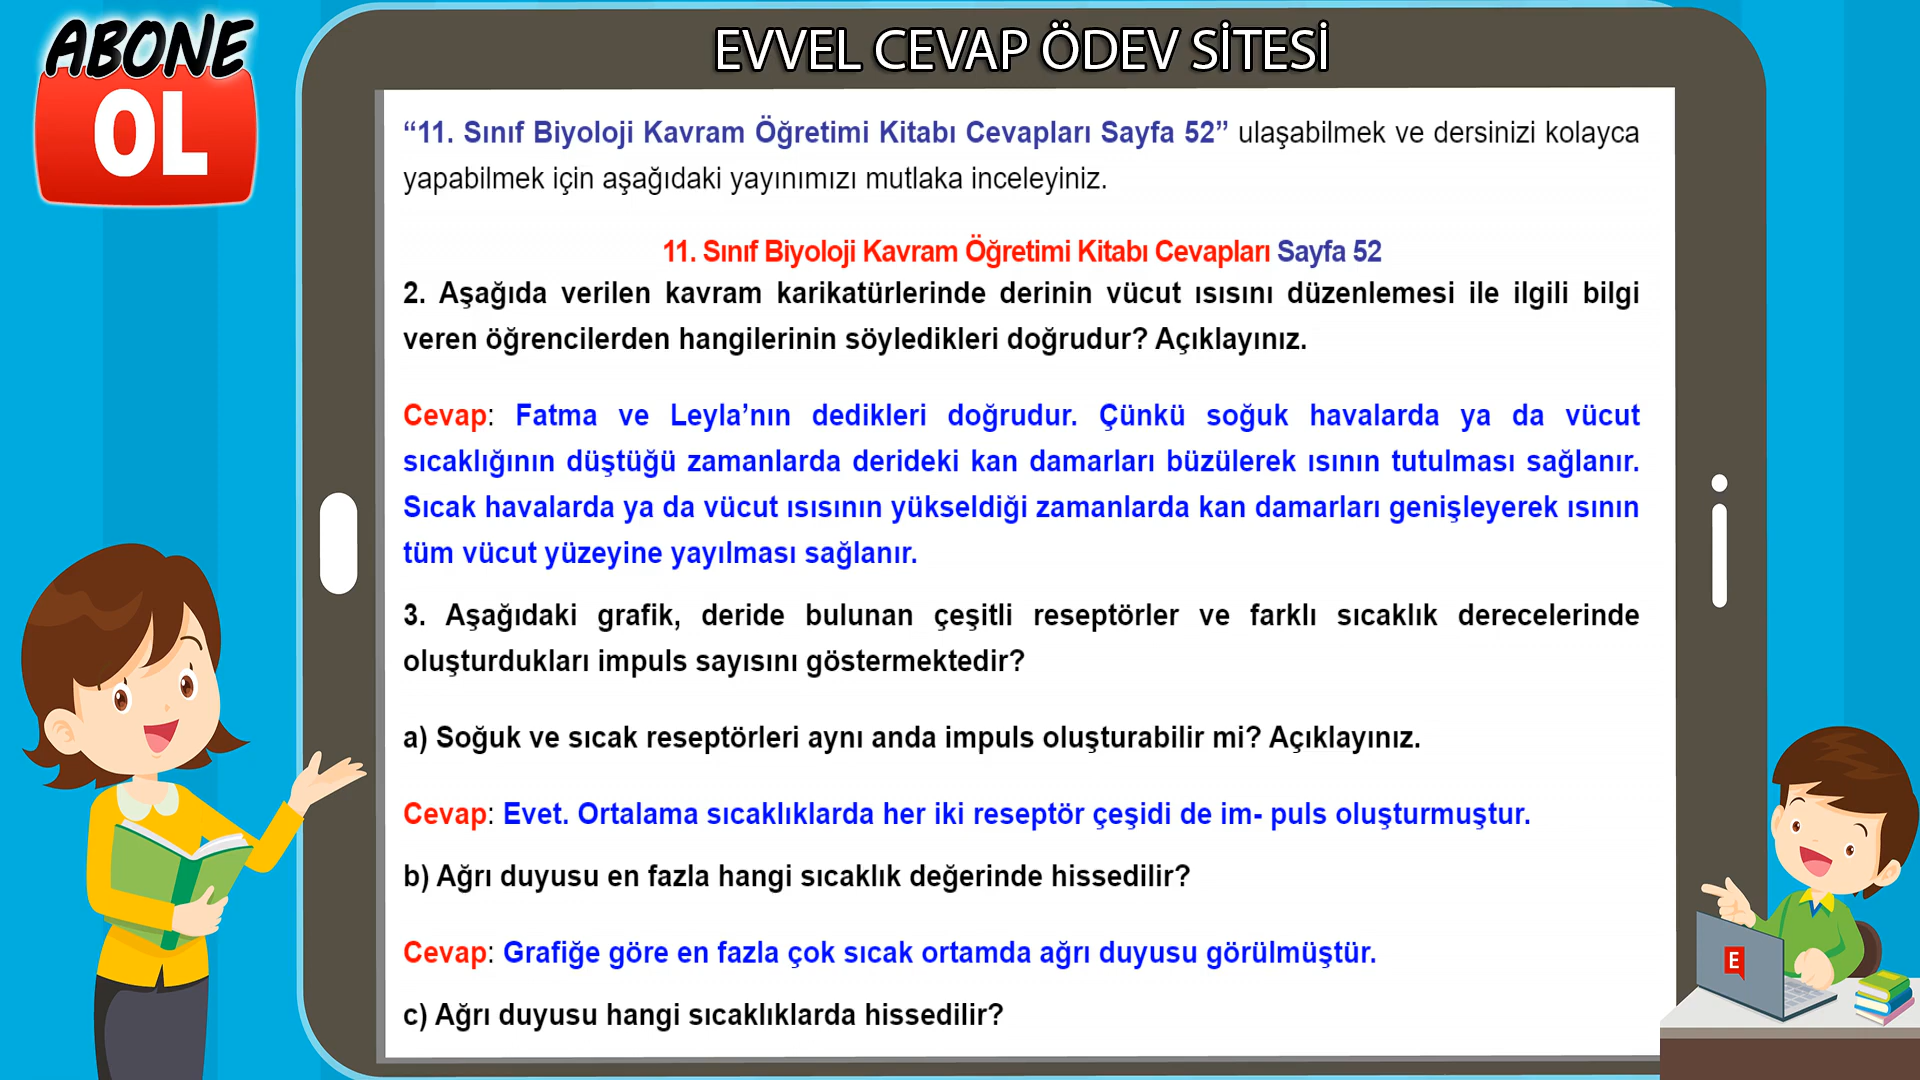 ABONE
OL
EVVEL CEVAP ÖDEV SİTESİ
“11. Sınıf Biyoloji Kavram Öğretimi Kitabı Cevapları Sayfa 52” ulaşabilmek ve dersinizi kolayca
yapabilmek için aşağıdaki yayınımızı mutlaka inceleyiniz.
11. Sınıf Biyoloji Kavram Öğretimi Kitabı Cevapları Sayfa 52
2. Aşağıda verilen kavram karikatürlerinde derinin vücut ısısını düzenlemesi ile ilgili bilgi
veren öğrencilerden hangilerinin söyledikleri doğrudur? Açıklayınız.
Cevap: Fatma ve Leyla’nın dedikleri doğrudur. Çünkü soğuk havalarda ya da vücut
sıcaklığının düştüğü zamanlarda derideki kan damarları büzülerek ısının tutulması sağlanır.
Sıcak havalarda ya da vücut ısısının yükseldiği zamanlarda kan damarları genişleyerek ısının
tüm vücut yüzeyine yayılması sağlanır.
3. Aşağıdaki grafik, deride bulunan çeşitli reseptörler ve farklı sıcaklık derecelerinde
oluşturdukları impuls sayısını göstermektedir?
a) Soğuk ve sıcak reseptörleri aynı anda impuls oluşturabilir mi? Açıklayınız.
Cevap: Evet. Ortalama sıcaklıklarda her iki reseptör çeşidi de im- puls oluşturmuştur.
b) Ağrı duyusu en fazla hangi sıcaklık değerinde hissedilir?
Cevap: Grafiğe göre en fazla çok sıcak ortamda ağrı duyusu görülmüştür.
c) Ağrı duyusu hangi sıcaklıklarda hissedilir?
E